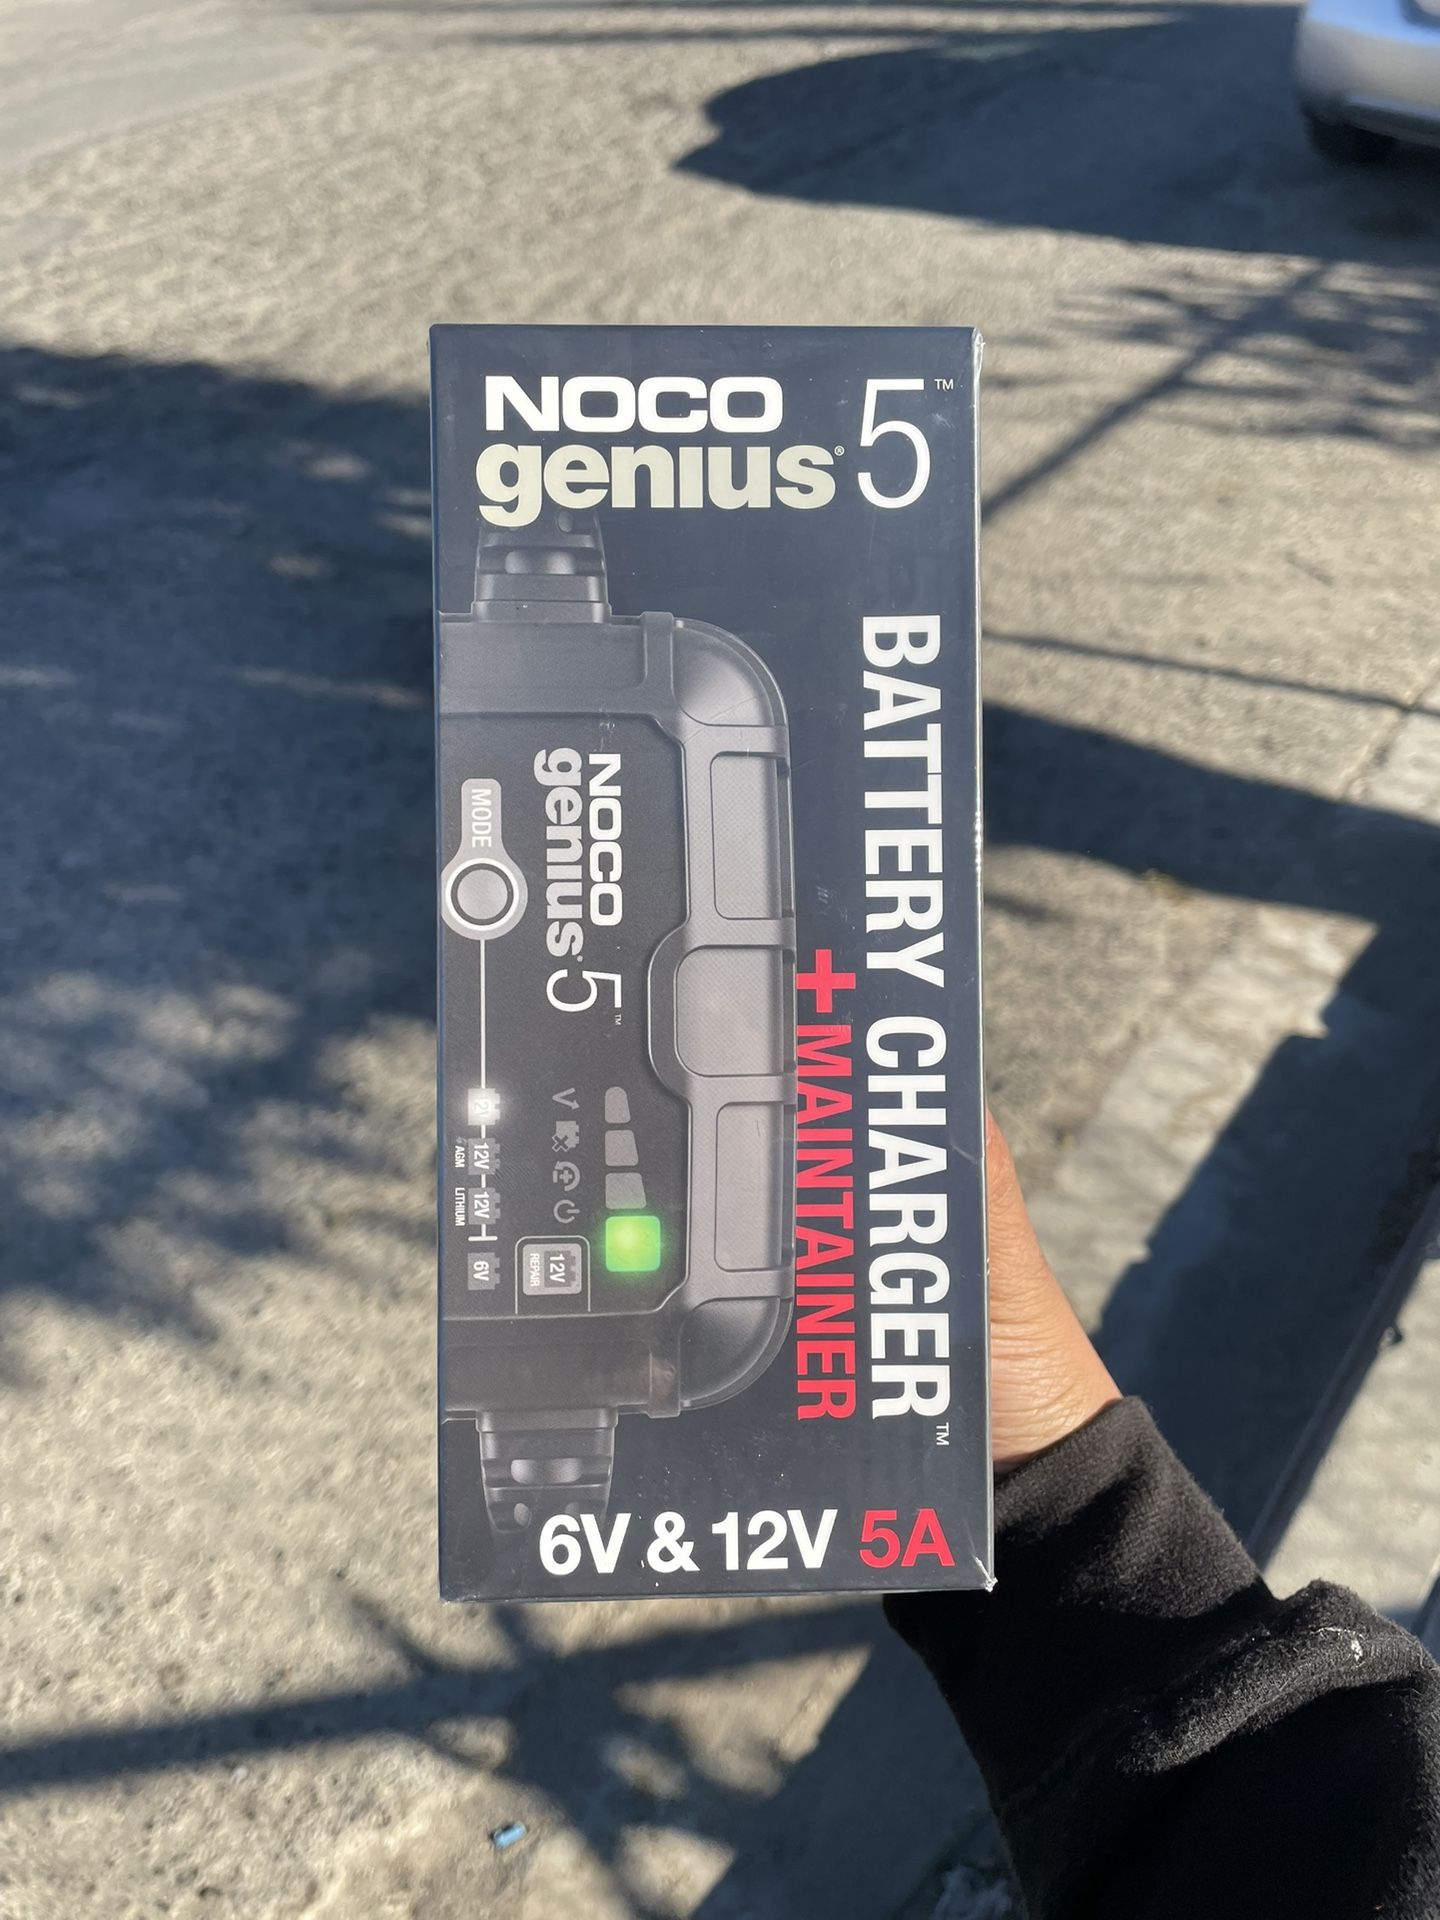 NOCO
genius® 5™
BATTERY CHARGER™
+MAINTAINER
NOCO
genius® 5™
MODE
12V
12V
AGM
12V
LITHIUM
6V
12V
REPAIR
6V & 12V 5A